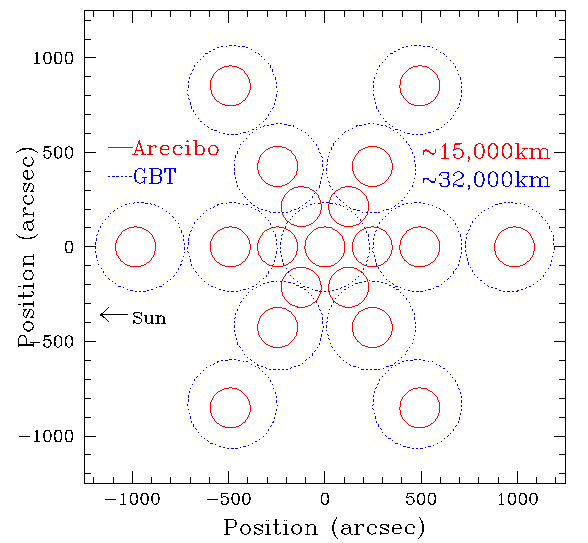 1000
Arecibo
~15,000km
500
GBT
~32,000km
0
Position (arcsec)
Sun
−500
−1000
−1000 −500 0 500 1000
Position (arcsec)